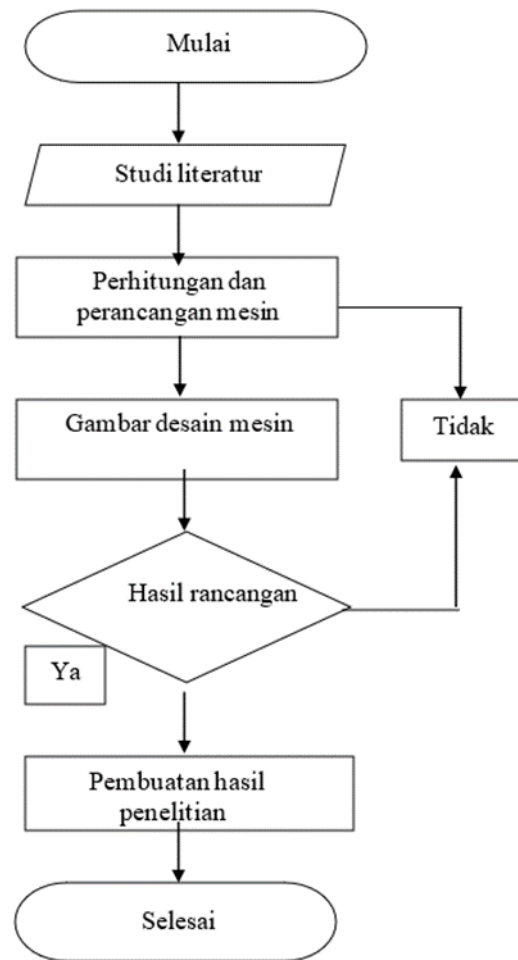 Mulai
Studi literatur
Perhitungan dan
perancangan mesin
Gambar desain mesin
Tidak
Hasil rancangan
Ya
Pembuatan hasil
penelitian
Selesai